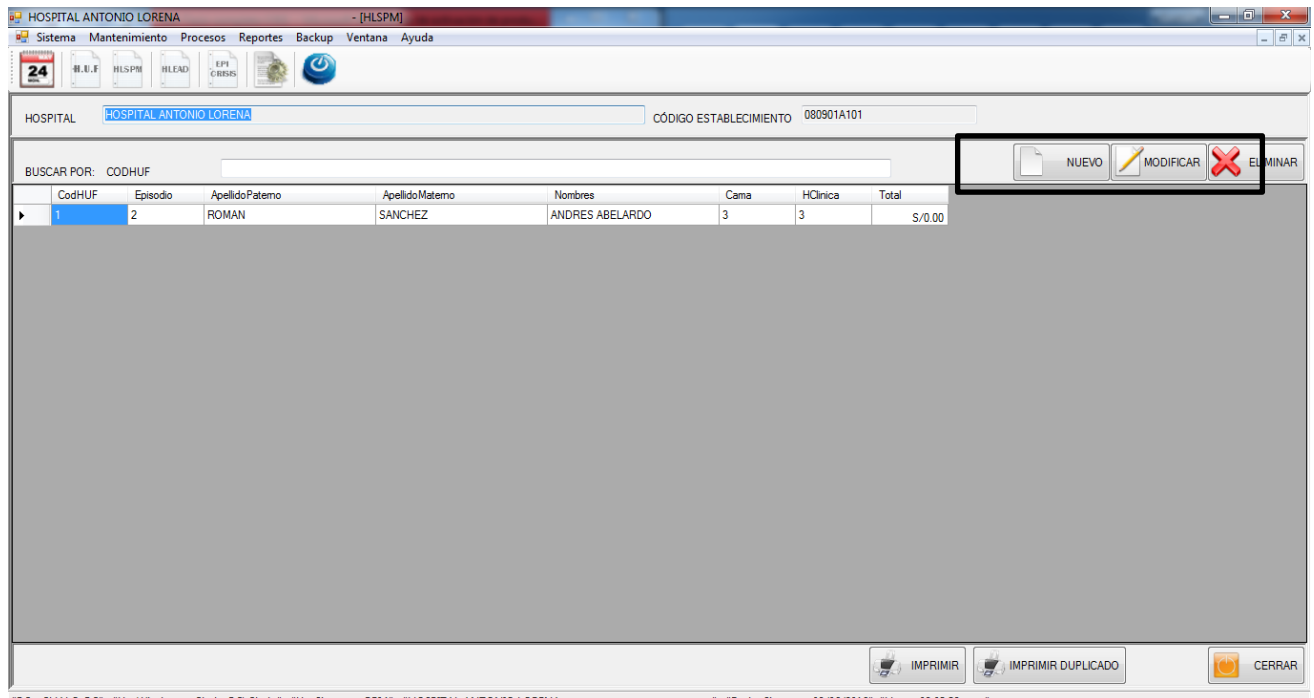 HOSPITAL ANTONIO LORENA - [HLSPM]
Sistema Mantenimiento Procesos Reportes Backup Ventana Ayuda
24 H.U.F HLSPM HLEAD EPI CRISIS
HOSPITAL HOSPITAL ANTONIO LORENA CÓDIGO ESTABLECIMIENTO 080901A101
BUSCAR POR: CODHUF NUEVO MODIFICAR ELIMINAR
CodHUF Episodio ApellidoPaterno ApellidoMaterno Nombres Cama HClinica Total
1 2 ROMAN SANCHEZ ANDRES ABELARDO 3 3 S/0.00
IMPRIMIR IMPRIMIR DUPLICADO CERRAR